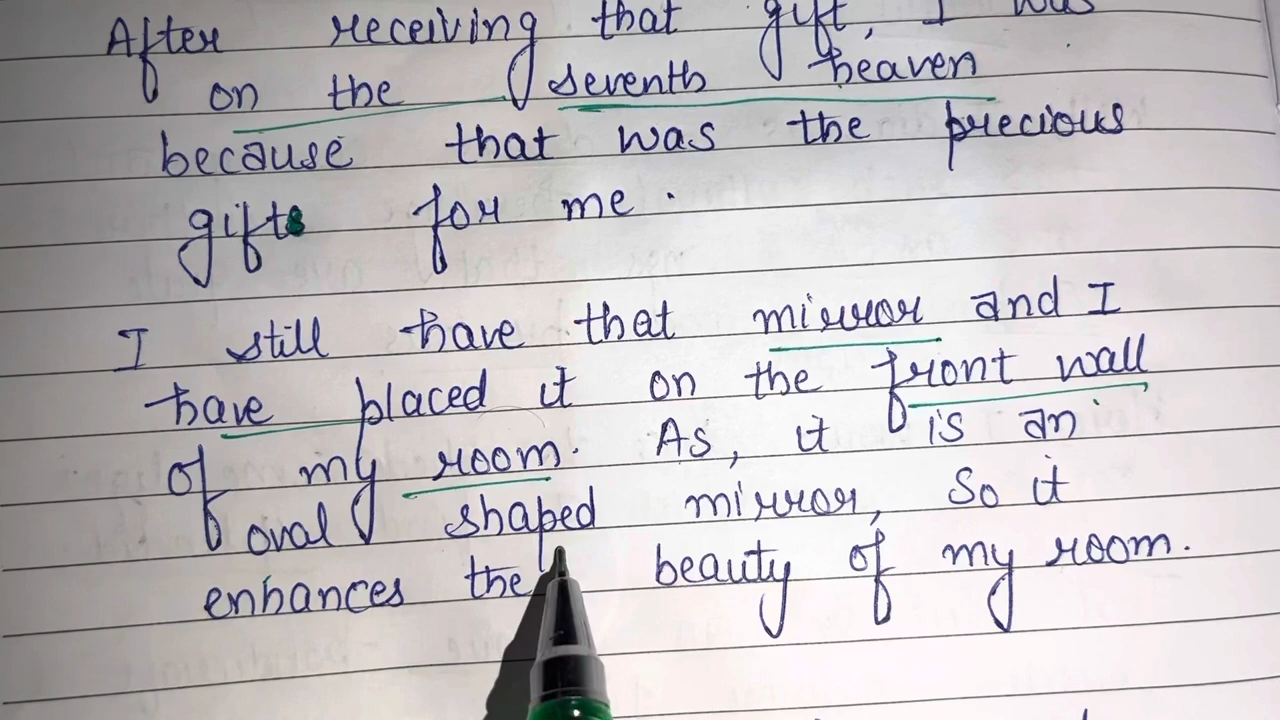 After receiving that gift, I was
on the seventh heaven
because that was the precious
gifts for me.
I still have that mirror and I
have placed it on the front wall
of my room. As, it is an
oval shaped mirror, so it
enhances the beauty of my room.